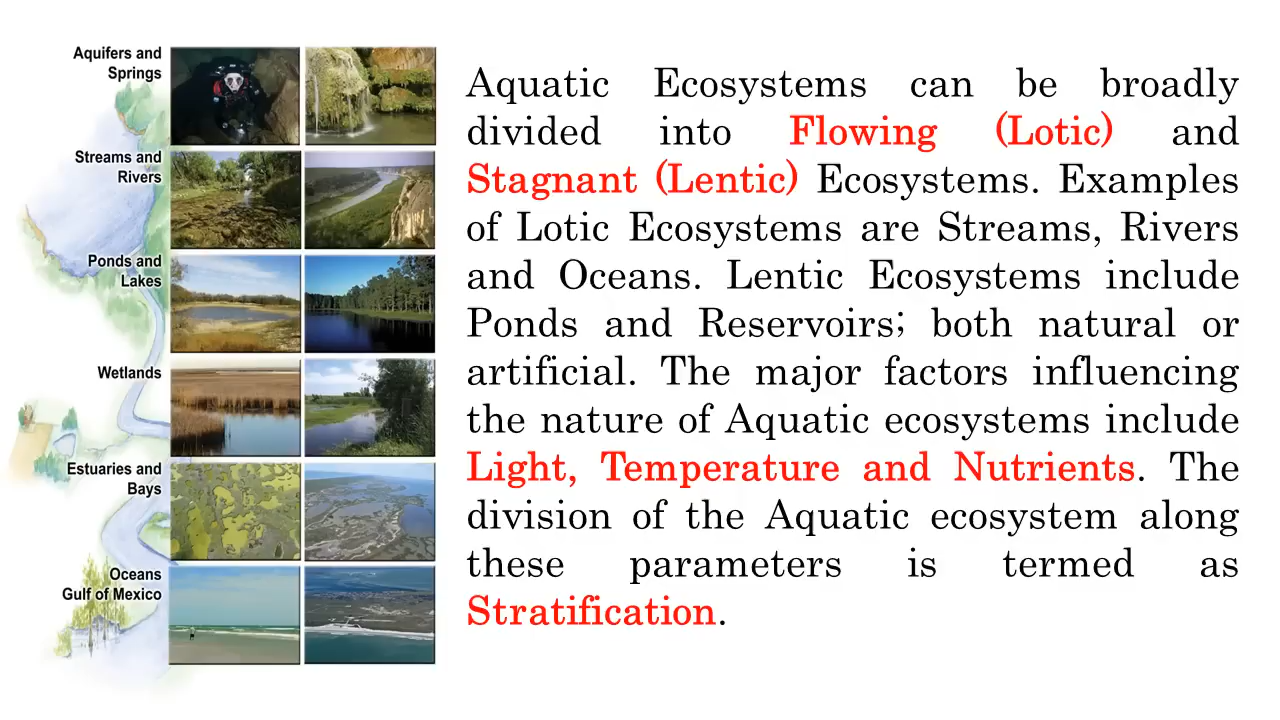 Aquifers and
Springs
Streams and
Rivers
Ponds and
Lakes
Wetlands
Estuaries and
Bays
Oceans
Gulf of Mexico
Aquatic Ecosystems can be broadly
divided into Flowing (Lotic) and
Stagnant (Lentic) Ecosystems. Examples
of Lotic Ecosystems are Streams, Rivers
and Oceans. Lentic Ecosystems include
Ponds and Reservoirs; both natural or
artificial. The major factors influencing
the nature of Aquatic ecosystems include
Light, Temperature and Nutrients. The
division of the Aquatic ecosystem along
these parameters is termed as
Stratification.